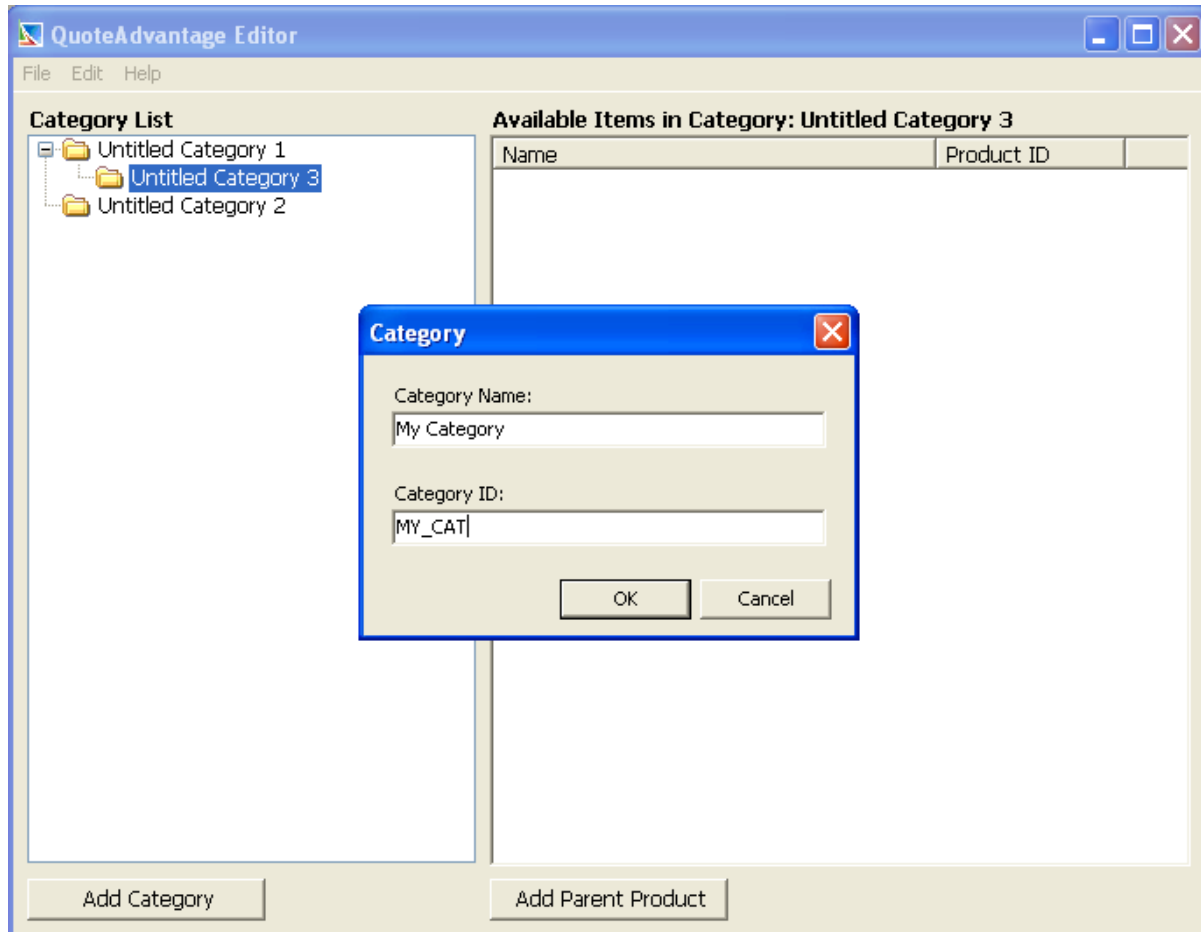 QuoteAdvantage Editor
File Edit Help
Category List
Untitled Category 1
Untitled Category 3
Untitled Category 2
Available Items in Category: Untitled Category 3
Name Product ID
Category
Category Name:
My Category
Category ID:
MY_CAT
OK Cancel
Add Category Add Parent Product